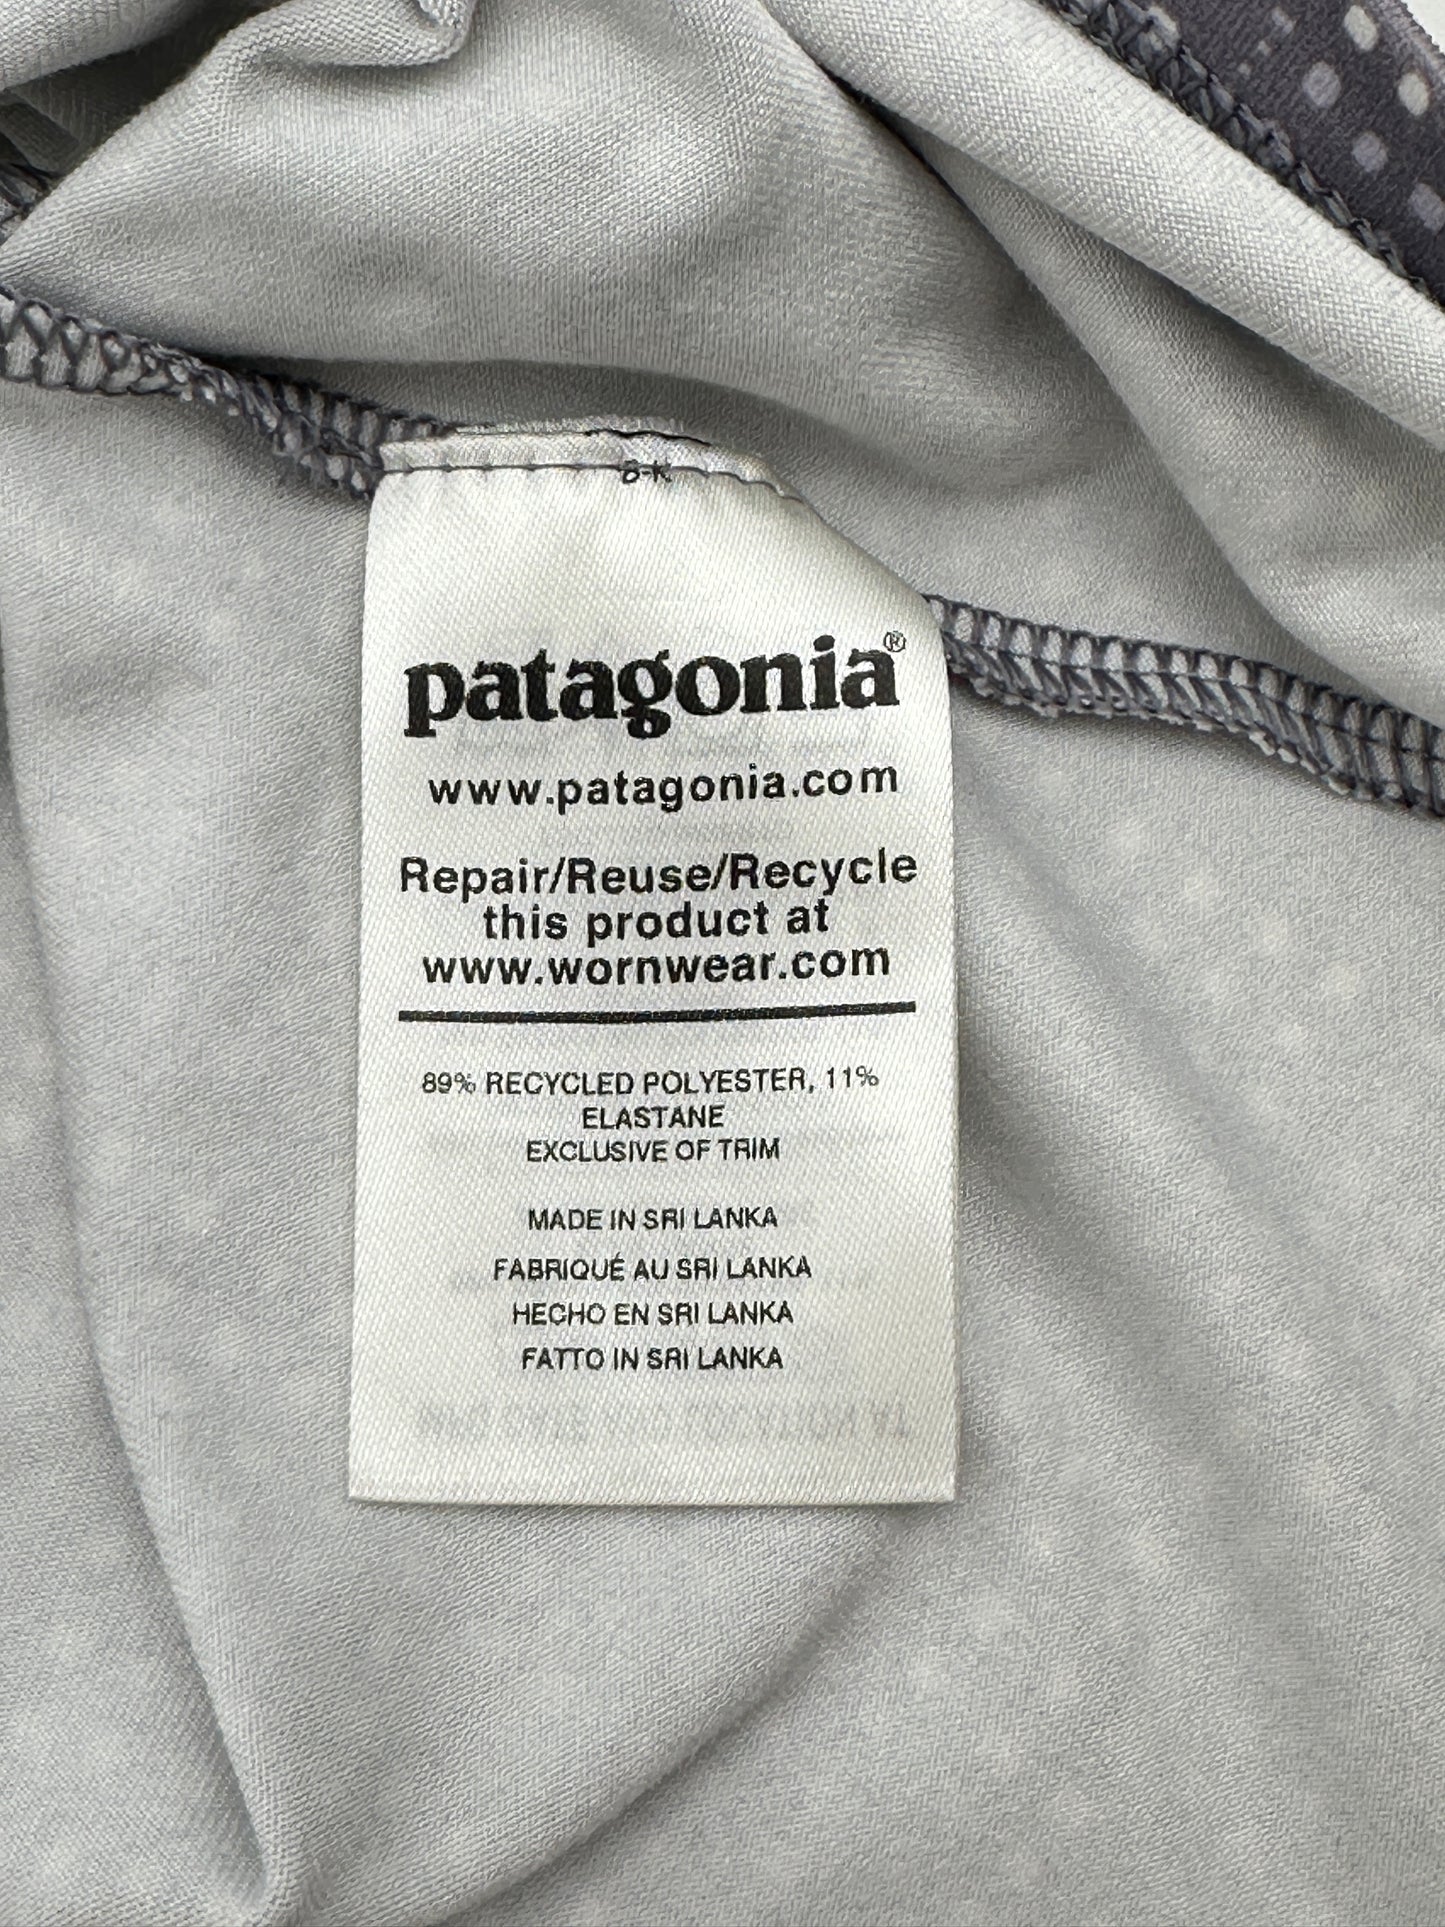 B-K
patagonia®
www.patagonia.com
Repair/Reuse/Recycle
this product at
www.wornwear.com
89% RECYCLED POLYESTER, 11%
ELASTANE
EXCLUSIVE OF TRIM
MADE IN SRI LANKA
FABRIQUÉ AU SRI LANKA
HECHO EN SRI LANKA
FATTO IN SRI LANKA